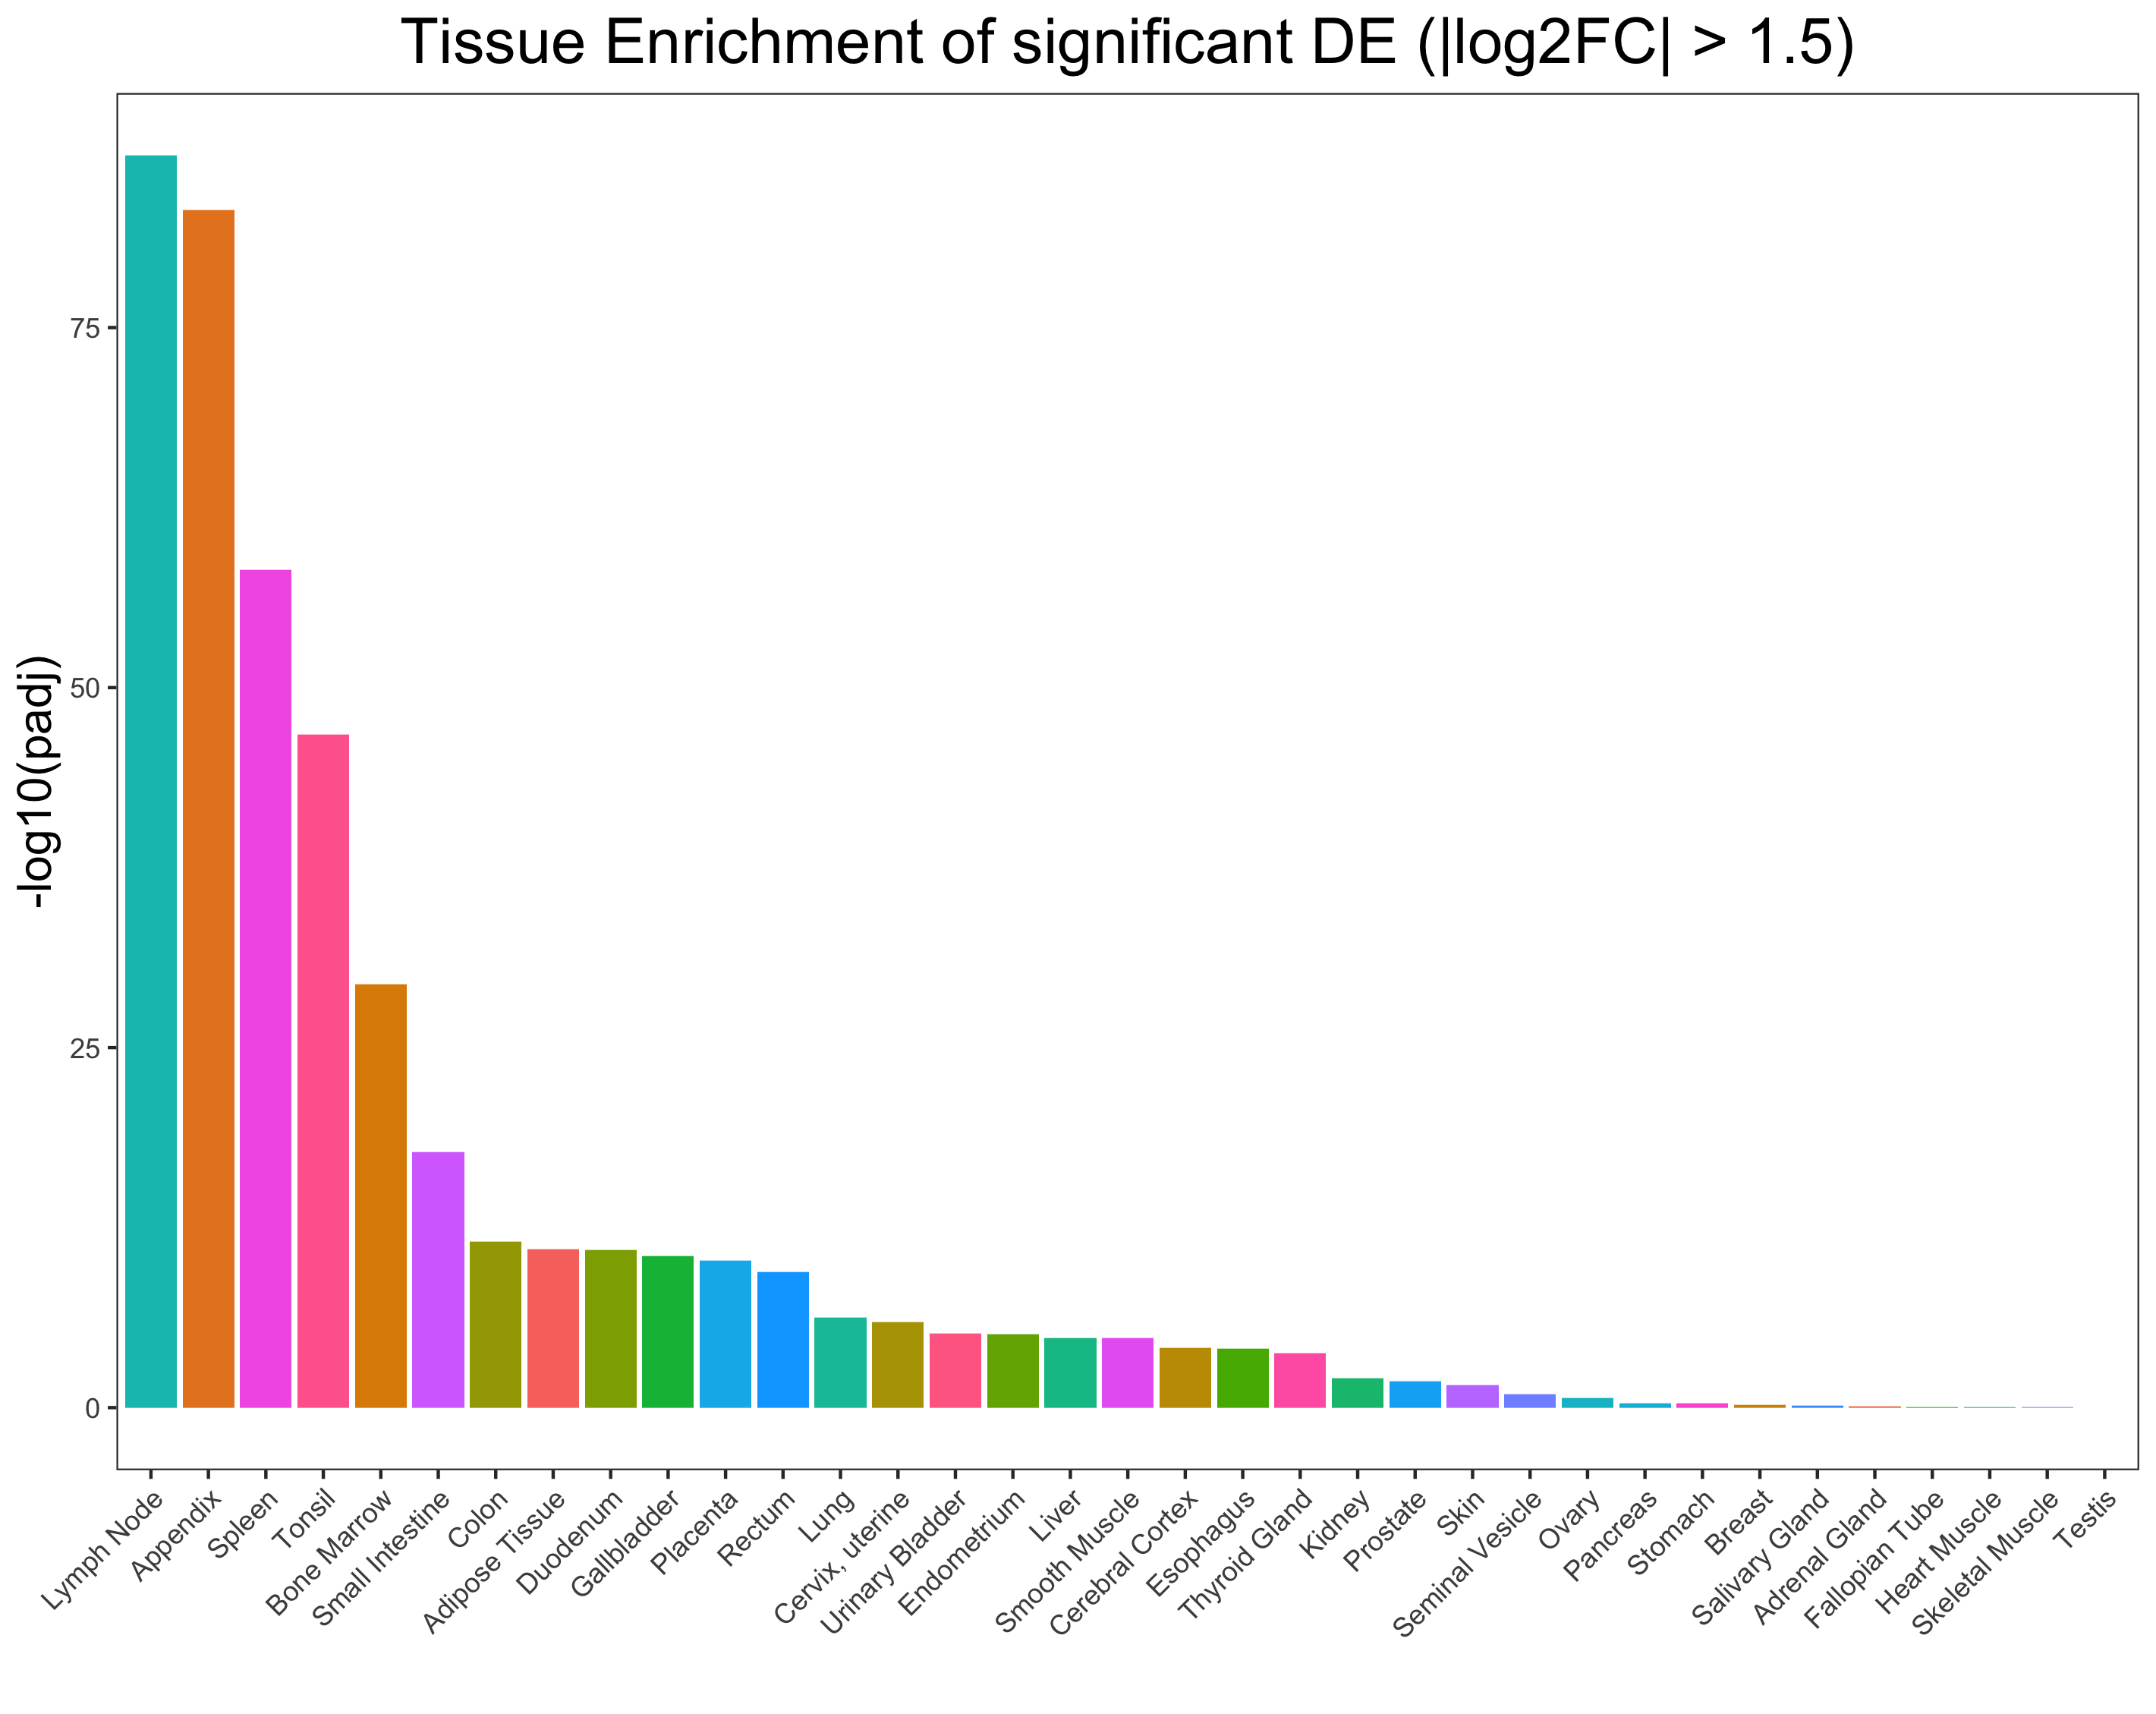 Tissue Enrichment of significant DE (|log2FC| > 1.5)
-log10(padj)
75
50
25
0
Lymph Node
Appendix
Spleen
Tonsil
Bone Marrow
Small Intestine
Colon
Adipose Tissue
Duodenum
Gallbladder
Placenta
Rectum
Lung
Cervix, uterine
Urinary Bladder
Endometrium
Liver
Smooth Muscle
Cerebral Cortex
Esophagus
Thyroid Gland
Kidney
Prostate
Skin
Seminal Vesicle
Ovary
Pancreas
Stomach
Breast
Salivary Gland
Adrenal Gland
Fallopian Tube
Heart Muscle
Skeletal Muscle
Testis